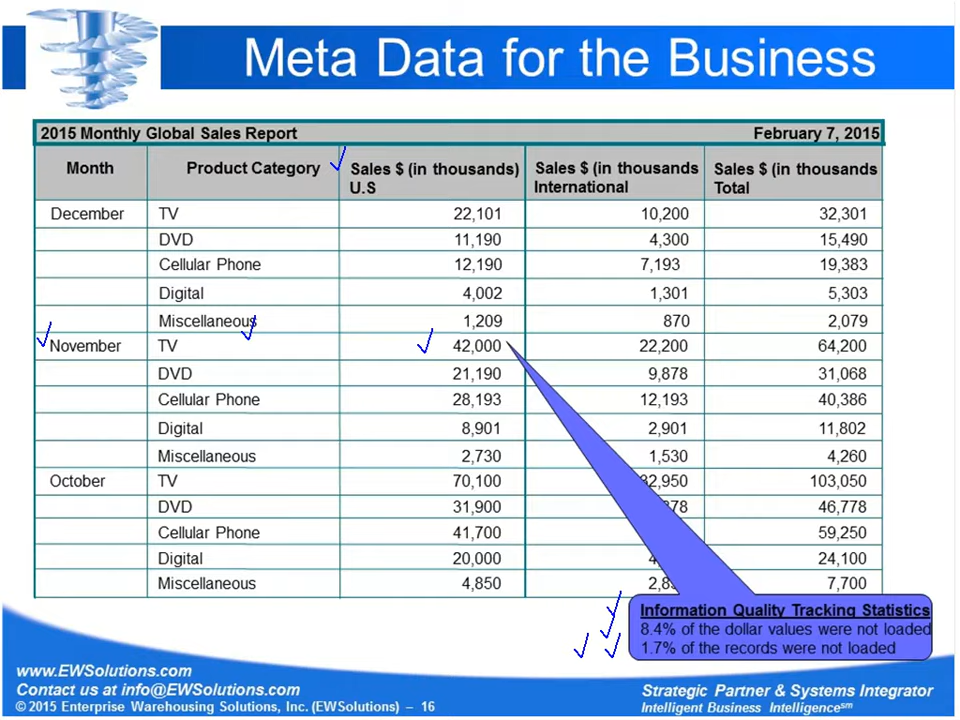 Meta Data for the Business
2015 Monthly Global Sales Report February 7, 2015
Month Product Category Sales $ (in thousands) U.S Sales $ (in thousands International Sales $ (in thousands Total
December TV 22,101 10,200 32,301
DVD 11,190 4,300 15,490
Cellular Phone 12,190 7,193 19,383
Digital 4,002 1,301 5,303
Miscellaneous 1,209 870 2,079
November TV 42,000 22,200 64,200
DVD 21,190 9,878 31,068
Cellular Phone 28,193 12,193 40,386
Digital 8,901 2,901 11,802
Miscellaneous 2,730 1,530 4,260
October TV 70,100 103,050
DVD 31,900 46,778
Cellular Phone 41,700 59,250
Digital 20,000 24,100
Miscellaneous 4,850 7,700
Information Quality Tracking Statistics
8.4% of the dollar values were not loaded
1.7% of the records were not loaded
www.EWSolutions.com
Contact us at info@EWSolutions.com
© 2015 Enterprise Warehousing Solutions, Inc. (EWSolutions) – 16
Strategic Partner & Systems Integrator
Intelligent Business Intelligence℠